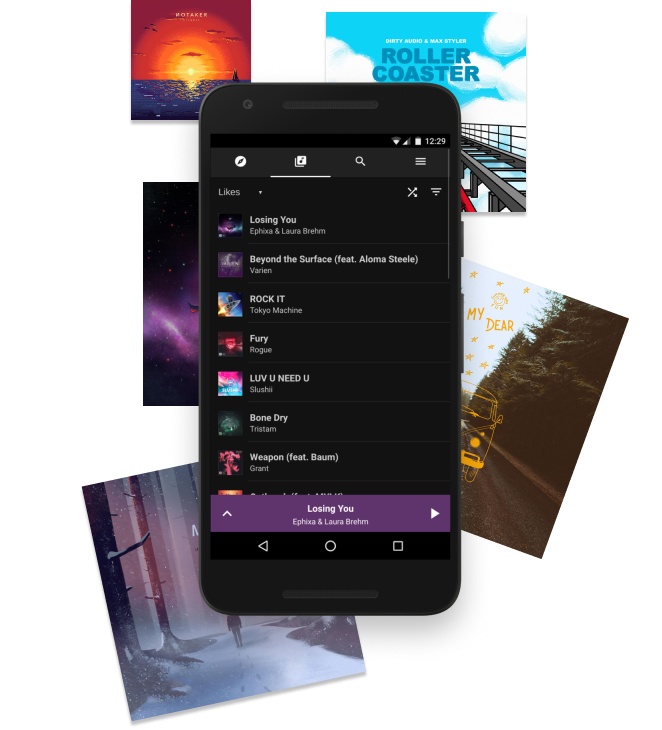 NOTAKER
DIRTY AUDIO & MAX STYLER
ROLLER
COASTER
12:29
Likes
Losing You
Ephixa & Laura Brehm
Beyond the Surface (feat. Aloma Steele)
Varien
ROCK IT
Tokyo Machine
Fury
Rogue
LUV U NEED U
Slushii
Bone Dry
Tristam
Weapon (feat. Baum)
Grant
Losing You
Ephixa & Laura Brehm
MY
DEAR